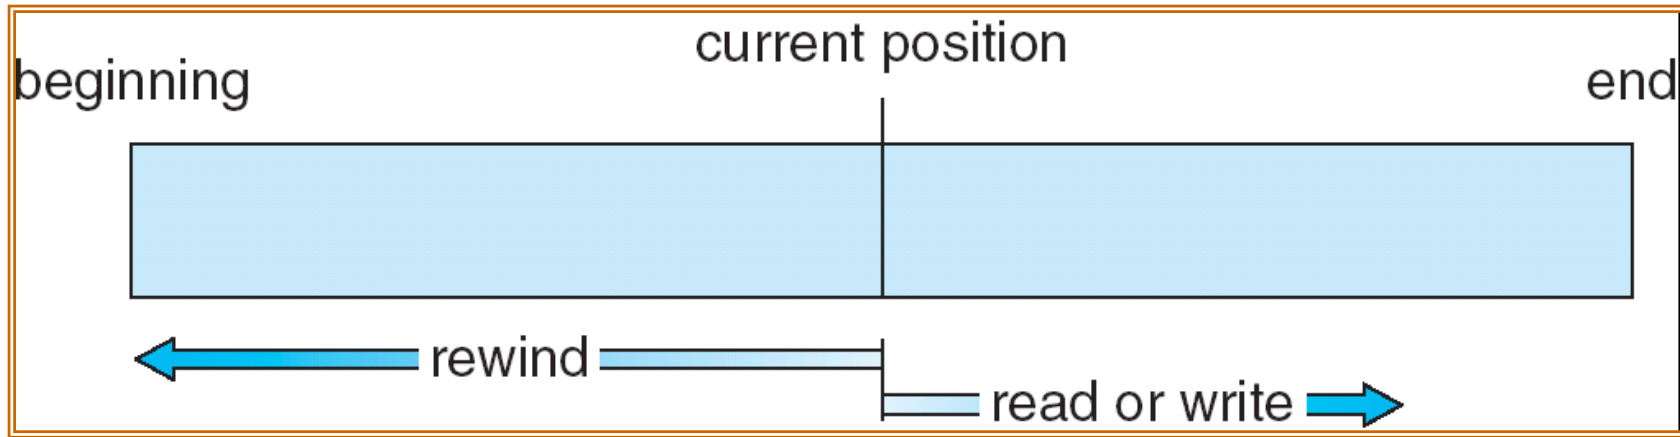 current position
beginning
end
rewind
read or write